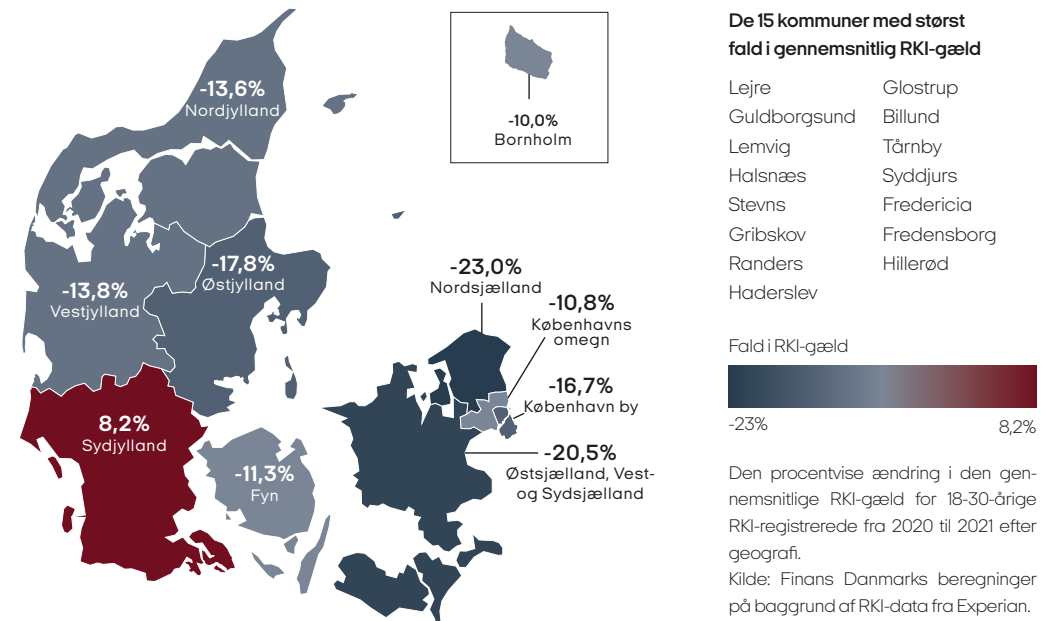 -13,6%
Nordjylland
-10,0%
Bornholm
-17,8%
Østjylland
-13,8%
Vestjylland
-23,0%
Nordsjælland
-10,8%
Københavns
omegn
-16,7%
København by
8,2%
Sydjylland
-11,3%
Fyn
-20,5%
Østsjælland, Vest-
og Sydsjælland
De 15 kommuner med størst
fald i gennemsnitlig RKI-gæld
Lejre
Guldborgsund
Lemvig
Halsnæs
Stevns
Gribskov
Randers
Haderslev
Glostrup
Billund
Tårnby
Syddjurs
Fredericia
Fredensborg
Hillerød
Fald i RKI-gæld
-23%
8,2%
Den procentvise ændring i den gen-
nemsnitlige RKI-gæld for 18-30-årige
RKI-registrerede fra 2020 til 2021 efter
geografi.
Kilde: Finans Danmarks beregninger
på baggrund af RKI-data fra Experian.